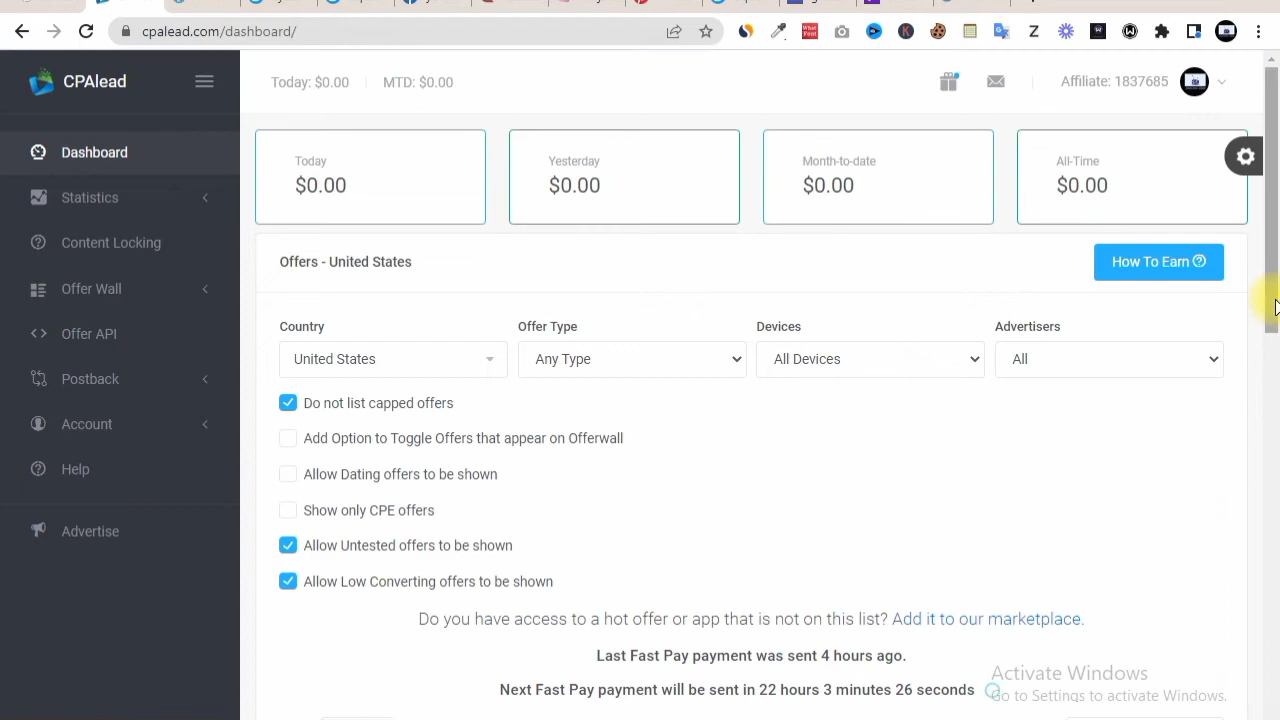 cpalead.com/dashboard/
CPAlead
Today: $0.00
MTD: $0.00
Affiliate: 1837685
Dashboard
Statistics
Content Locking
Offer Wall
Offer API
Postback
Account
Help
Advertise
Today
$0.00
Yesterday
$0.00
Month-to-date
$0.00
All-Time
$0.00
Offers - United States
How To Earn
Country
Offer Type
Devices
Advertisers
United States
Any Type
All Devices
All
Do not list capped offers
Add Option to Toggle Offers that appear on Offerwall
Allow Dating offers to be shown
Show only CPE offers
Allow Untested offers to be shown
Allow Low Converting offers to be shown
Do you have access to a hot offer or app that is not on this list? Add it to our marketplace.
Last Fast Pay payment was sent 4 hours ago.
Next Fast Pay payment will be sent in 22 hours 3 minutes 26 seconds
Activate Windows
Go to Settings to activate Windows.